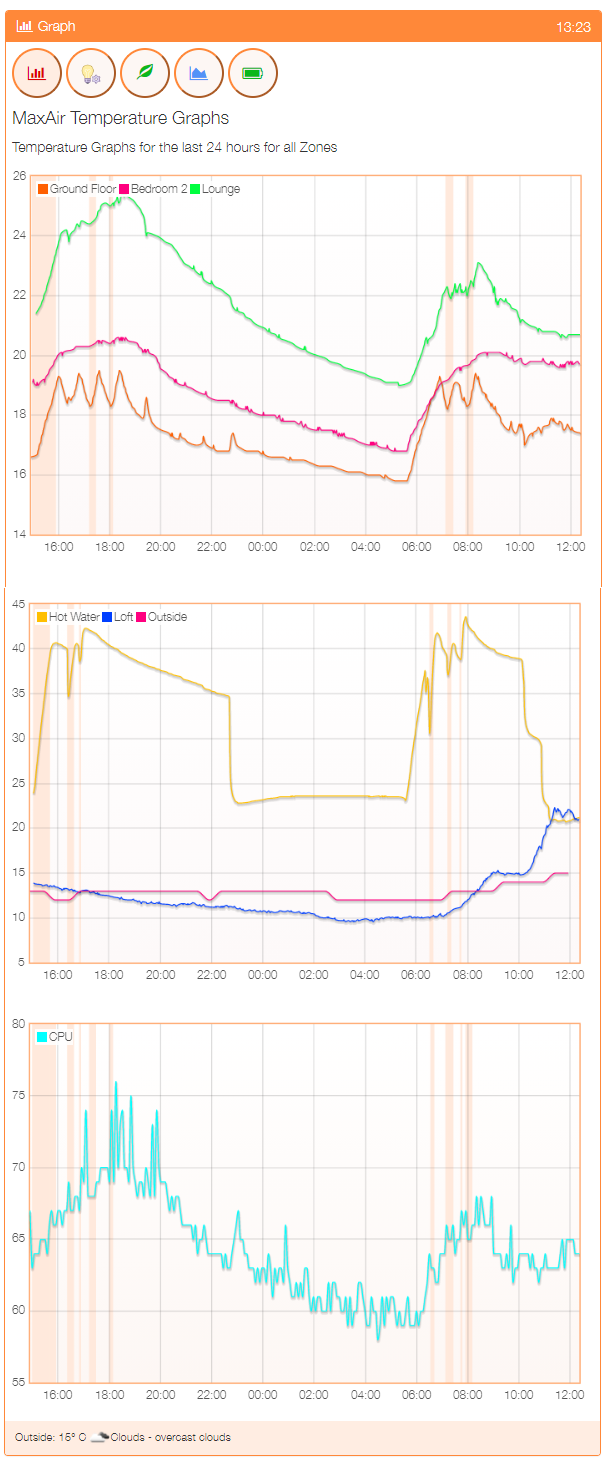 Graph 13:23
MaxAir Temperature Graphs
Temperature Graphs for the last 24 hours for all Zones
26
Ground Floor Bedroom 2 Lounge
24
22
20
18
16
14
16:00 18:00 20:00 22:00 00:00 02:00 04:00 06:00 08:00 10:00 12:00
45
Hot Water Loft Outside
40
35
30
25
20
15
10
5
16:00 18:00 20:00 22:00 00:00 02:00 04:00 06:00 08:00 10:00 12:00
80
CPU
75
70
65
60
55
16:00 18:00 20:00 22:00 00:00 02:00 04:00 06:00 08:00 10:00 12:00
Outside: 15º C Clouds - overcast clouds